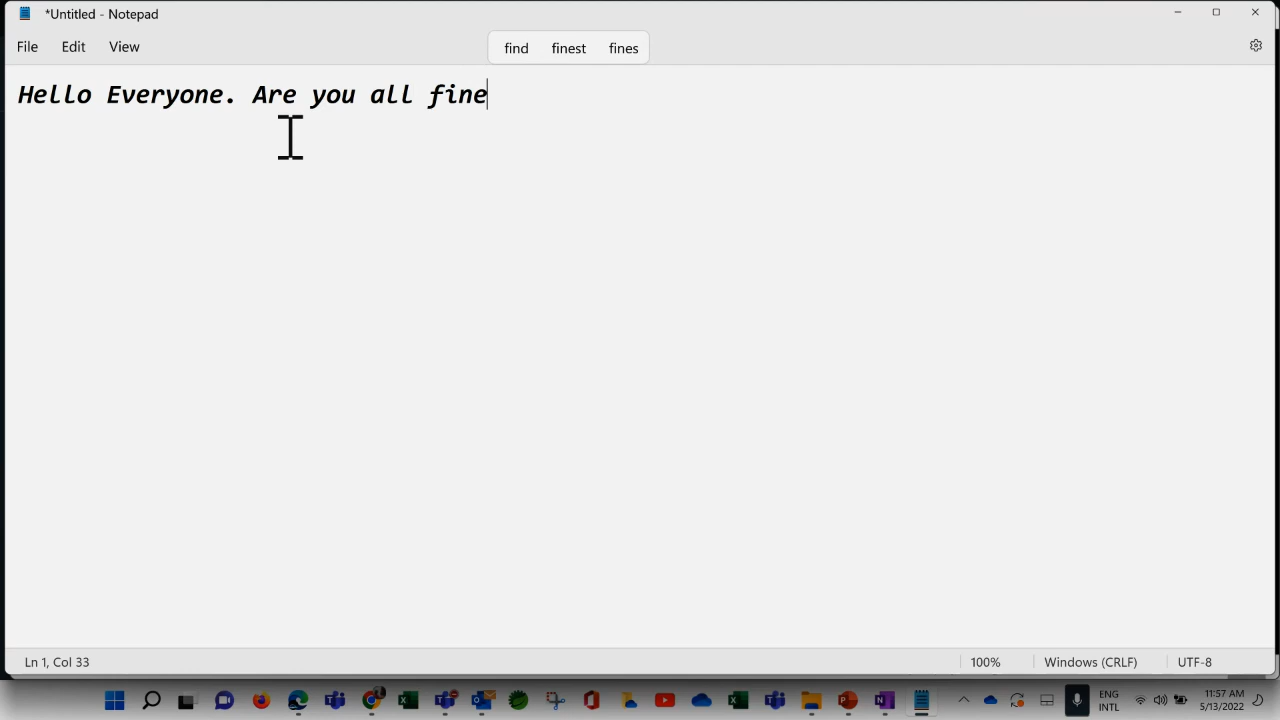 *Untitled - Notepad
File Edit View
find finest fines
Hello Everyone. Are you all fine
Ln 1, Col 33 100% Windows (CRLF) UTF-8
ENG 11:57 AM
INTL 5/13/2022